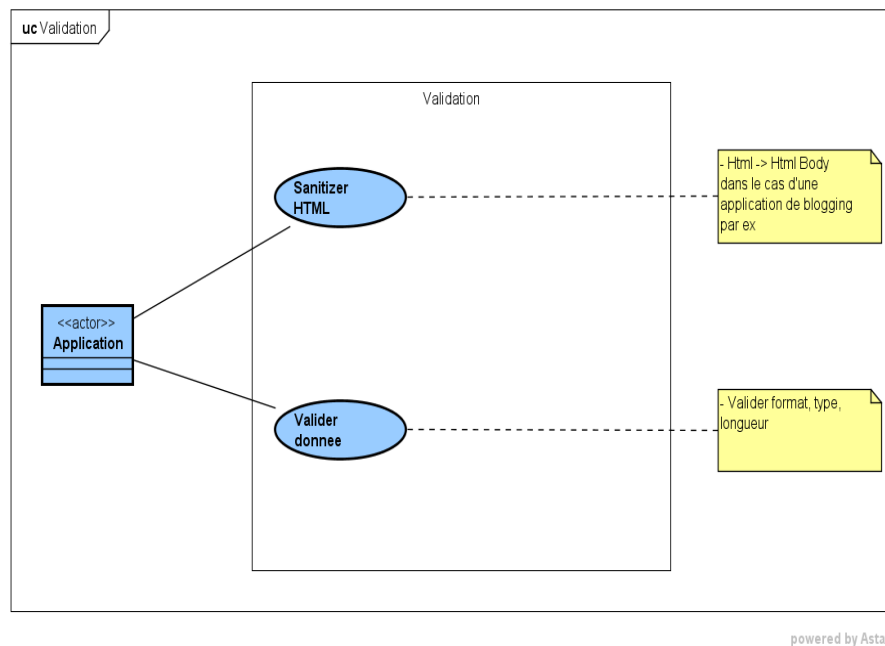 uc Validation
Validation
Sanitizer
HTML
- Html -> Html Body
dans le cas d'une
application de blogging
par ex
<<actor>>
Application
Valider
donnee
- Valider format, type,
longueur
powered by Asta